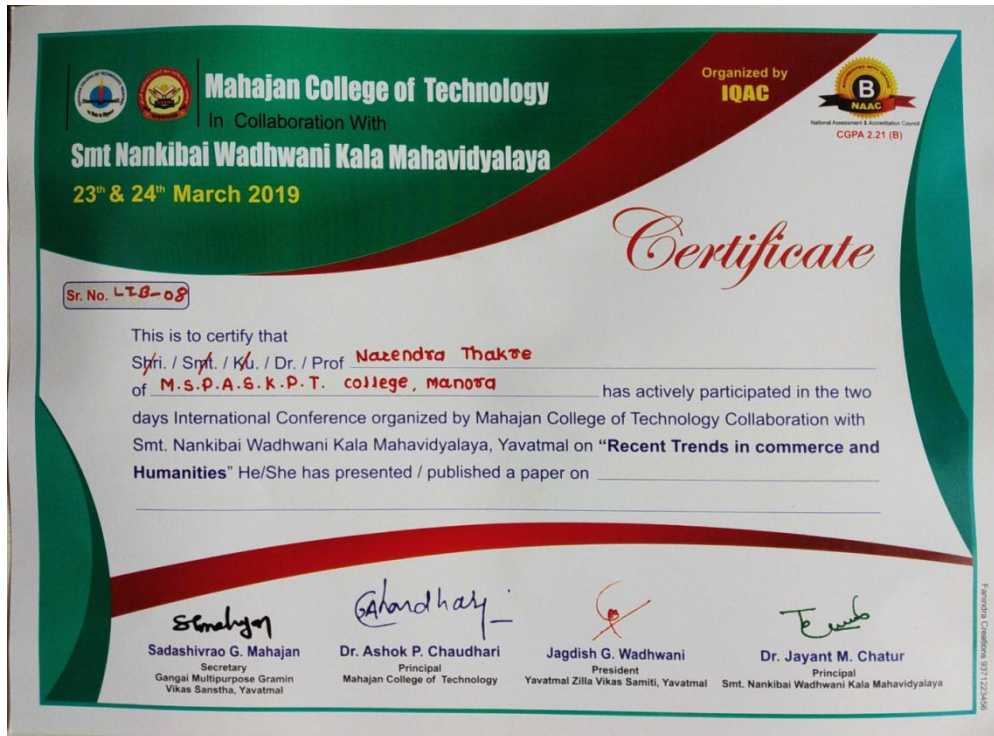 Mahajan College of Technology
In Collaboration With
Smt Nankibai Wadhwani Kala Mahavidyalaya
23th & 24th March 2019
Organized by
IQAC
B
NAAC
National Assessment & Accreditation Council
CGPA 2.21 (B)
Certificate
Sr. No. LIB-08
This is to certify that
Shri. / Smt. / Ku. / Dr. / Prof Narendra Thakre
of M.S.P.A.S.K.P.T. college, Manora has actively participated in the two
days International Conference organized by Mahajan College of Technology Collaboration with
Smt. Nankibai Wadhwani Kala Mahavidyalaya, Yavatmal on "Recent Trends in commerce and
Humanities" He/She has presented / published a paper on
Sadashivrao G. Mahajan
Secretary
Gangai Multipurpose Gramin
Vikas Sanstha, Yavatmal
Dr. Ashok P. Chaudhari
Principal
Mahajan College of Technology
Jagdish G. Wadhwani
President
Yavatmal Zilla Vikas Samiti, Yavatmal
Dr. Jayant M. Chatur
Principal
Smt. Nankibai Wadhwani Kala Mahavidyalaya
Fanindra Creations 9371223456